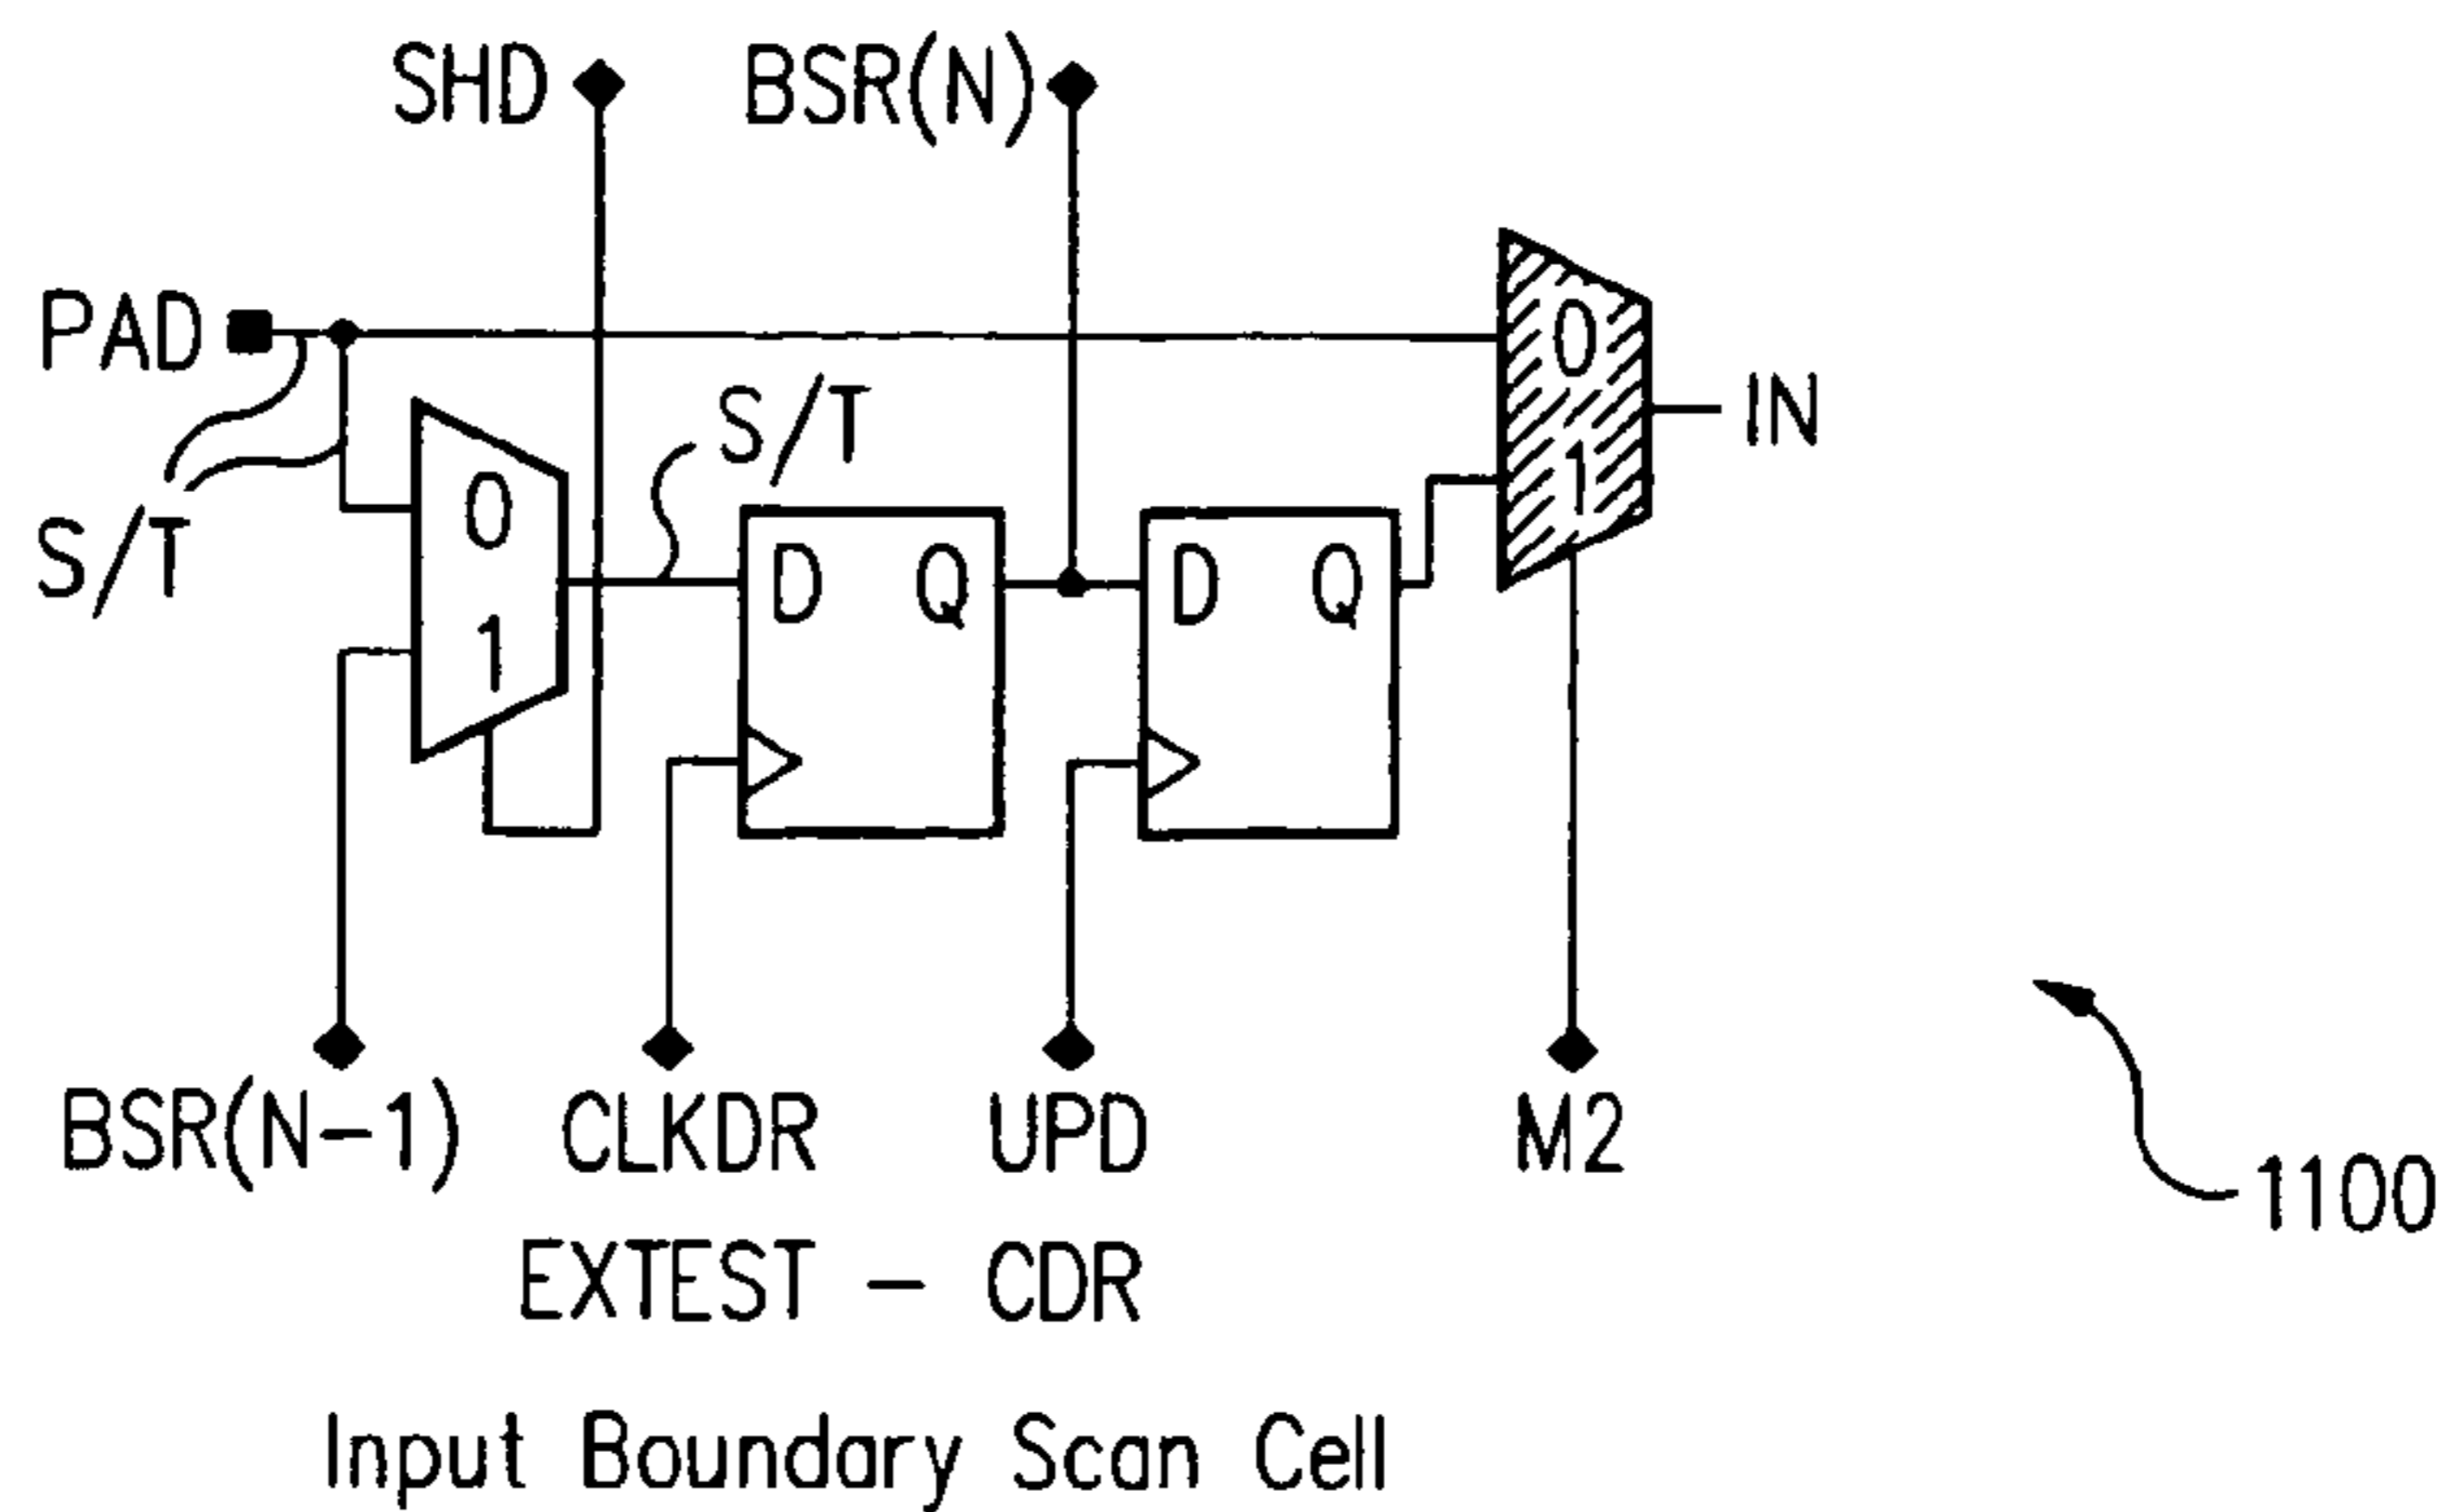 SHD
BSR(N)
PAD
S/T
S/T
0
1
D Q
D Q
0
1
IN
BSR(N-1)
CLKDR
UPD
M2
1100
EXTEST - CDR
Input Boundary Scan Cell